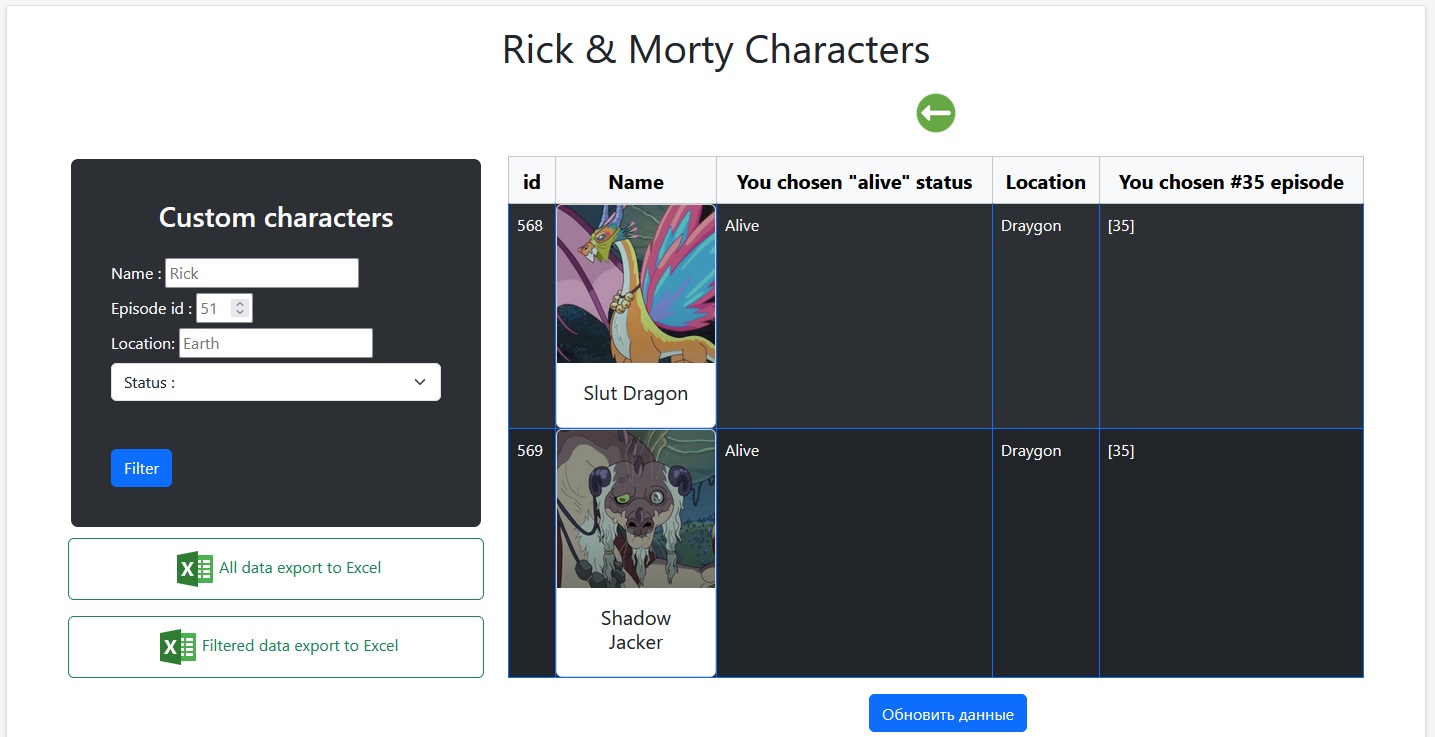 Rick & Morty Characters
Custom characters
Name : Rick
Episode id : 51
Location: Earth
Status :
Filter
All data export to Excel
Filtered data export to Excel
id Name You chosen "alive" status Location You chosen #35 episode
568 Alive Draygon [35]
Slut Dragon
569 Alive Draygon [35]
Shadow
Jacker
Обновить данные